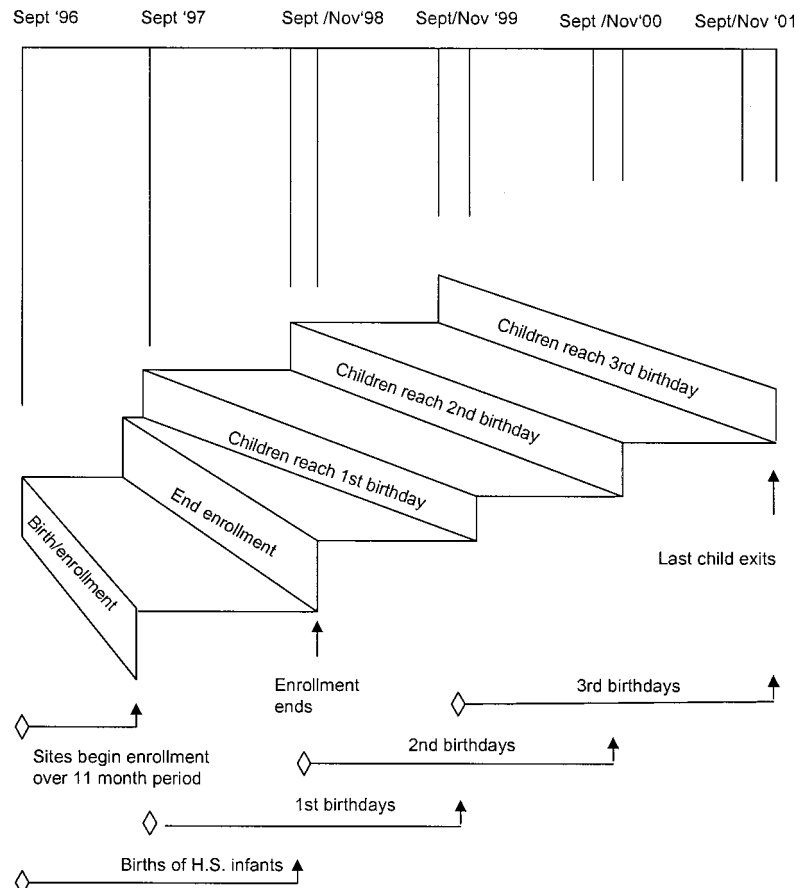 Sept '96 Sept '97 Sept /Nov'98 Sept/Nov '99 Sept /Nov'00 Sept/Nov '01
Children reach 3rd birthday
Children reach 2nd birthday
Children reach 1st birthday
End enrollment
Birth/enrollment
Last child exits
Enrollment
ends
3rd birthdays
Sites begin enrollment
over 11 month period
2nd birthdays
1st birthdays
Births of H.S. infants